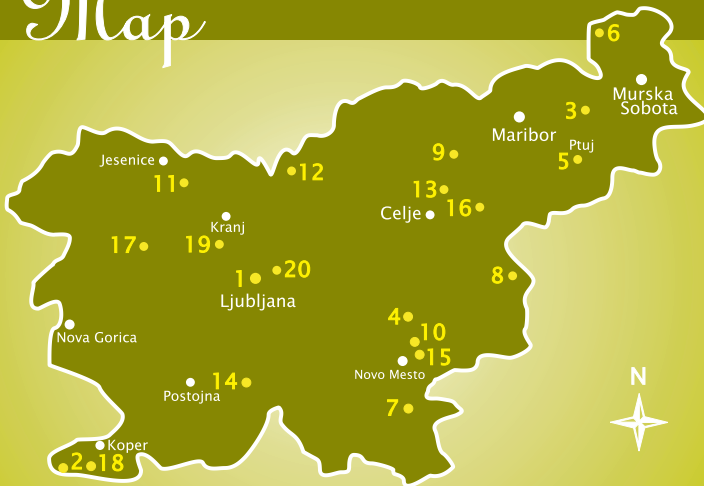 Map
6
Murska
Sobota
3
Maribor
Ptuj
5
9
Jesenice
12
11
13
16
Celje
Kranj
17
19
20
1
Ljubljana
8
4
10
Nova Gorica
15
Novo Mesto
N
14
Postojna
7
Koper
2
18